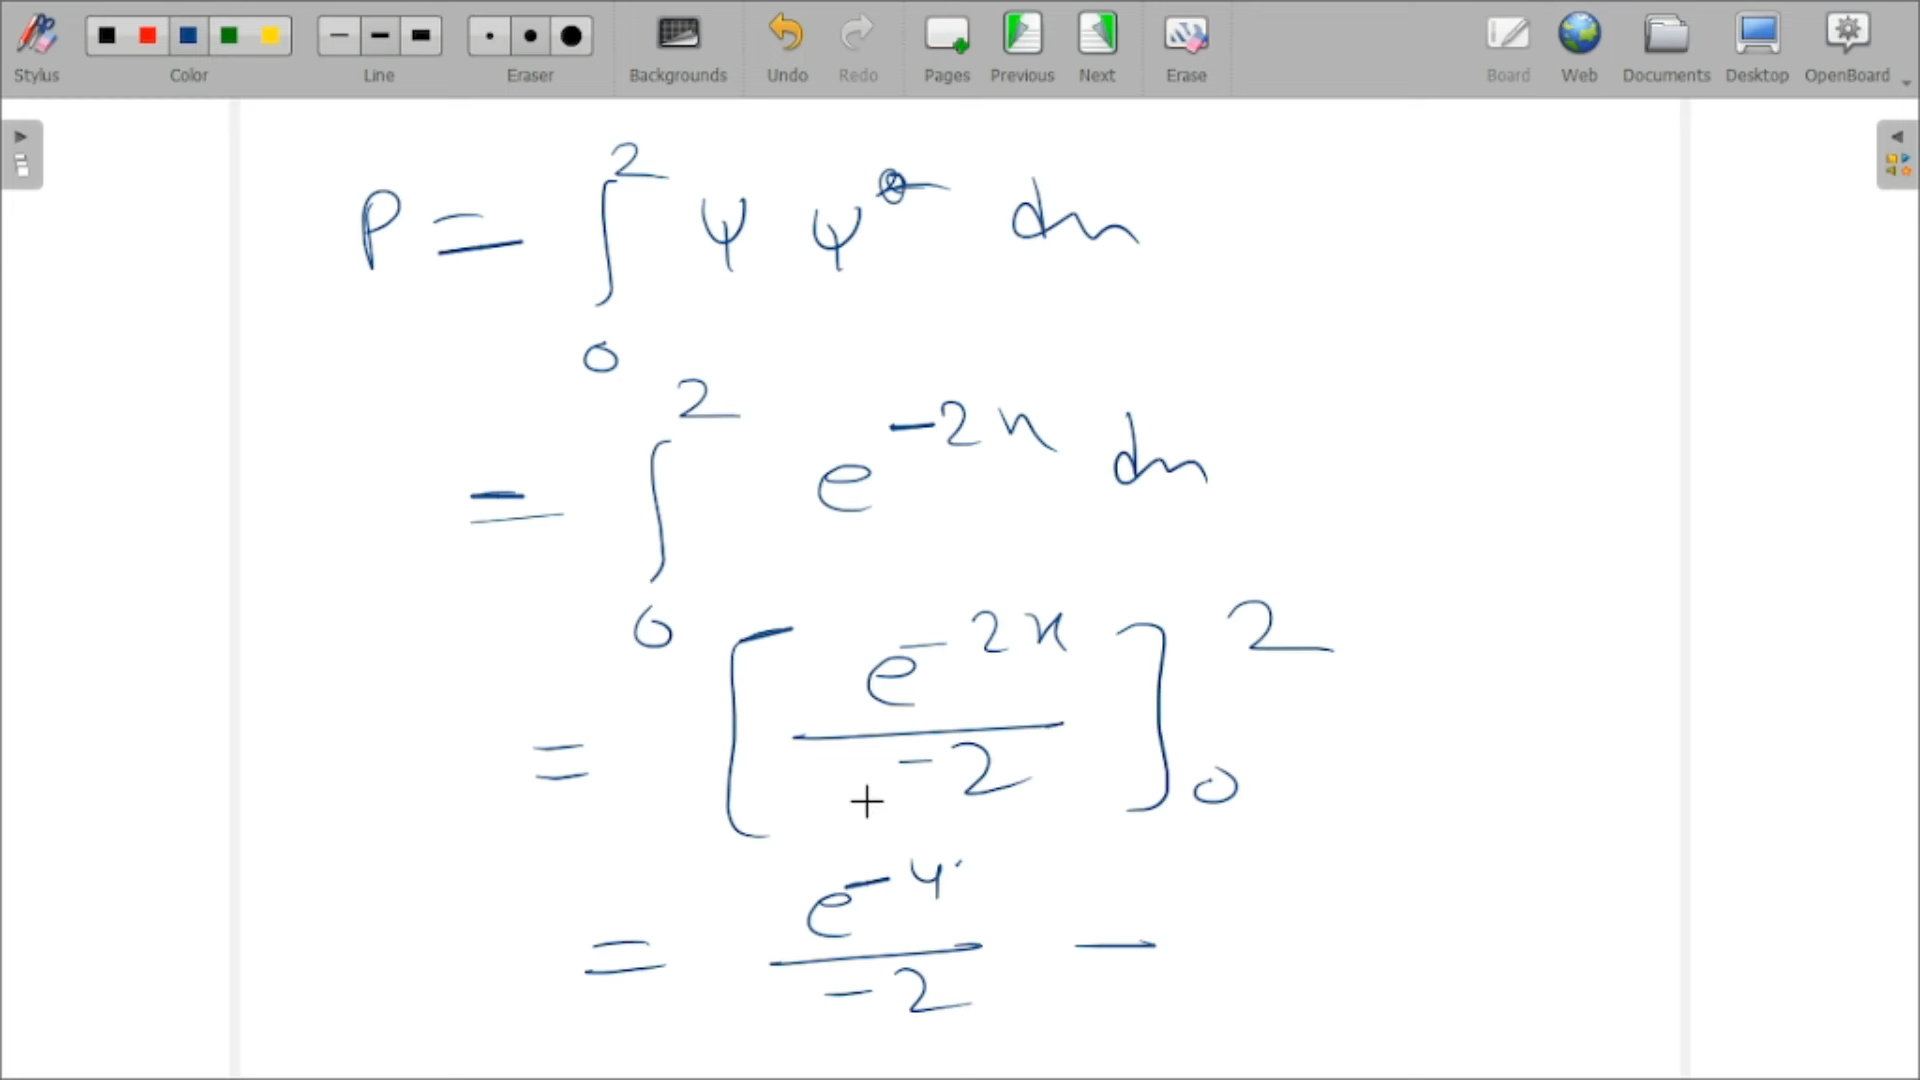 Stylus Color Line Eraser Backgrounds Undo Redo Pages Previous Next Erase Board Web Documents Desktop OpenBoard
P = ∫₀² ψ ψ* dx
= ∫₀² e^{-2x} dx
= [ e^{-2x} / -2 ]₀²
= e^{-4} / -2 -